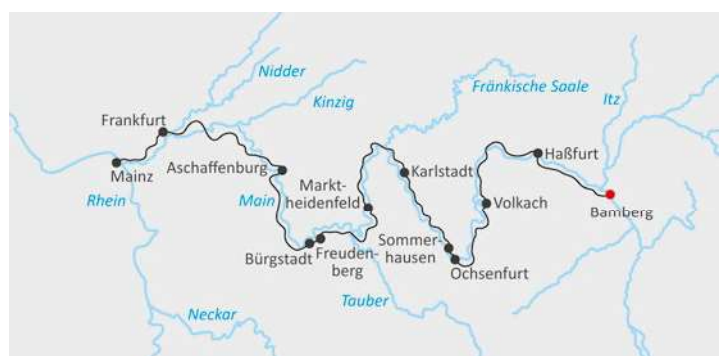 Nidder
Kinzig
Fränkische Saale
Itz
Frankfurt
Haßfurt
Mainz
Aschaffenburg
Karlstadt
Rhein
Main
Markt-
heidenfeld
Volkach
Bamberg
Bürgstadt
Freuden-
berg
Sommer-
hausen
Ochsenfurt
Tauber
Neckar